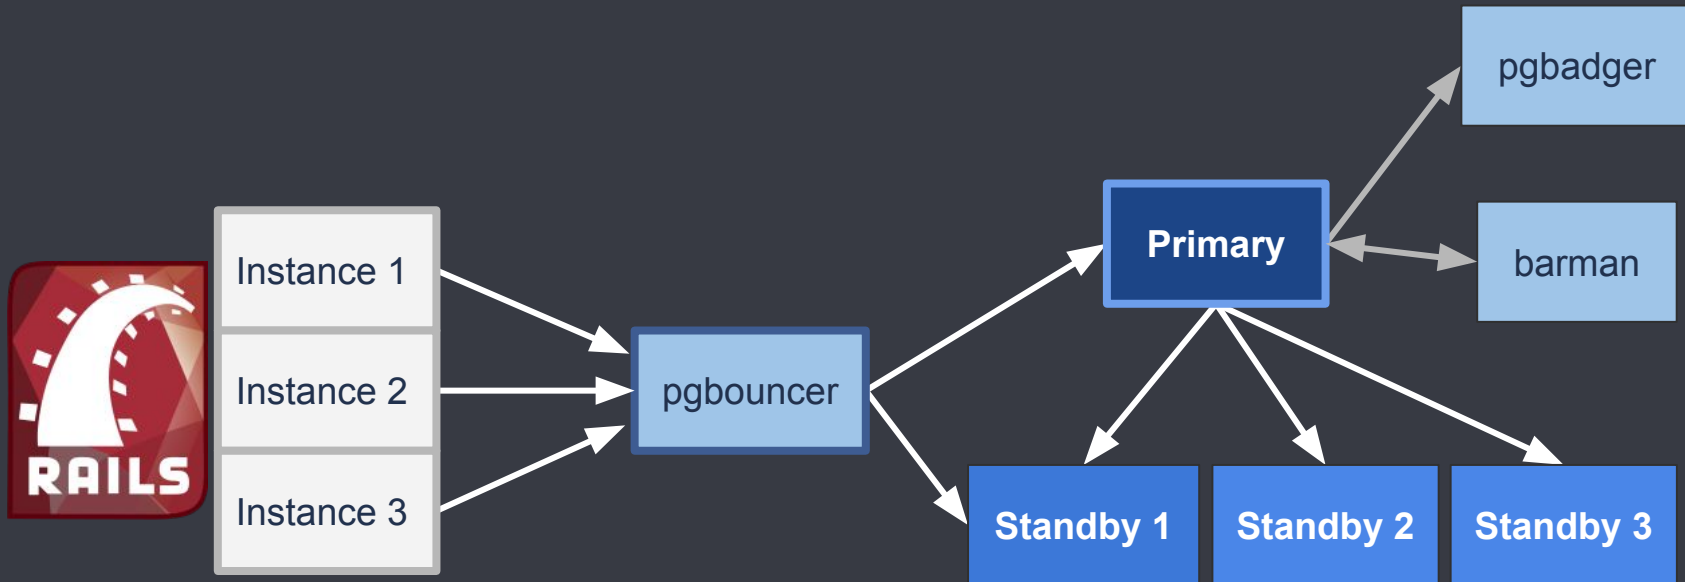 pgbadger
Primary
barman
Instance 1
Instance 2
Instance 3
RAILS
pgbouncer
Standby 1
Standby 2
Standby 3